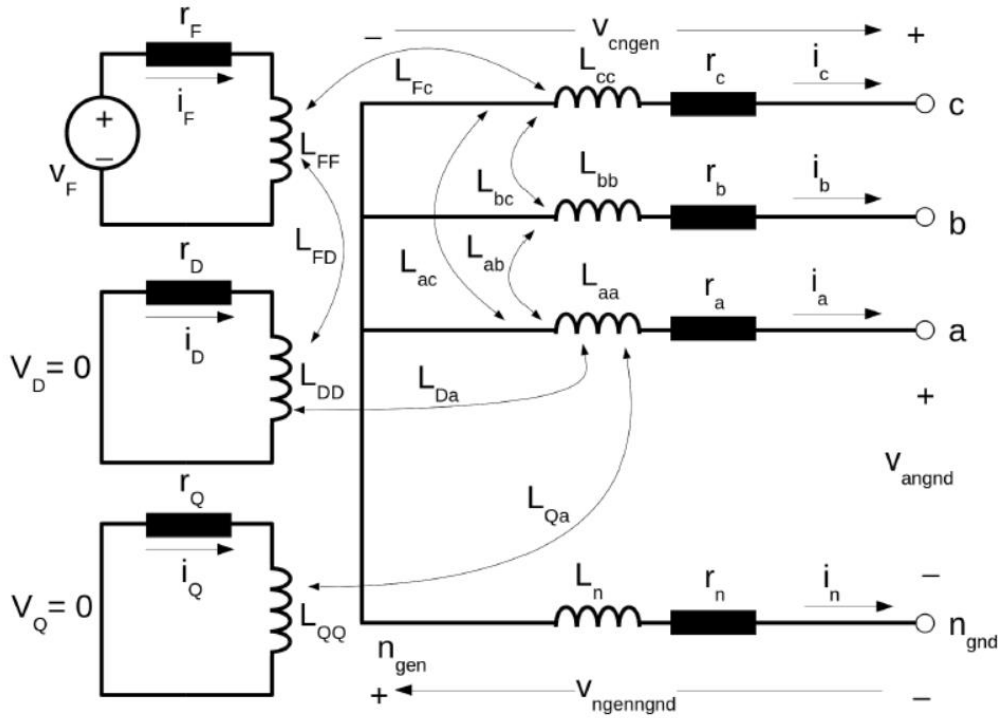 r_F
i_F
+
–
v_F
L_FF
L_FD
r_D
i_D
V_D = 0
L_DD
r_Q
i_Q
V_Q = 0
L_QQ
– v_cngen +
L_Fc
L_cc r_c i_c
c
L_bc
L_bb r_b i_b
b
L_ac
L_ab
L_aa r_a i_a
a
L_Da
+
v_angnd
–
L_Qa
L_n r_n i_n
n_gnd
n_gen
+ v_ngenngnd –